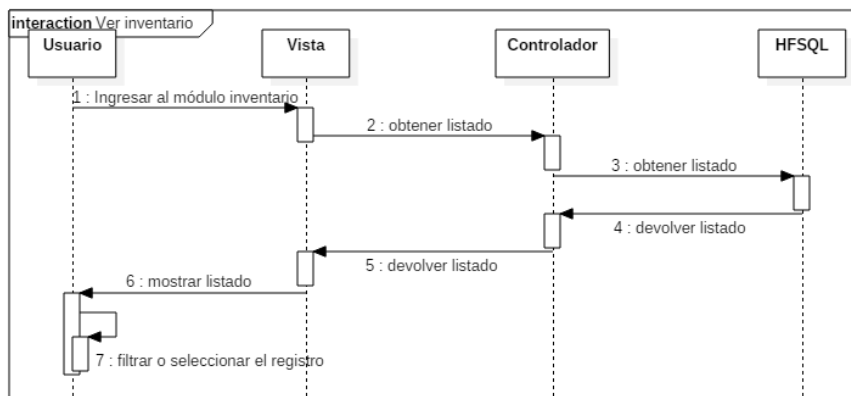 interaction Ver inventario
Usuario
Vista
Controlador
HFSQL
1 : Ingresar al módulo inventario
2 : obtener listado
3 : obtener listado
4 : devolver listado
5 : devolver listado
6 : mostrar listado
7 : filtrar o seleccionar el registro